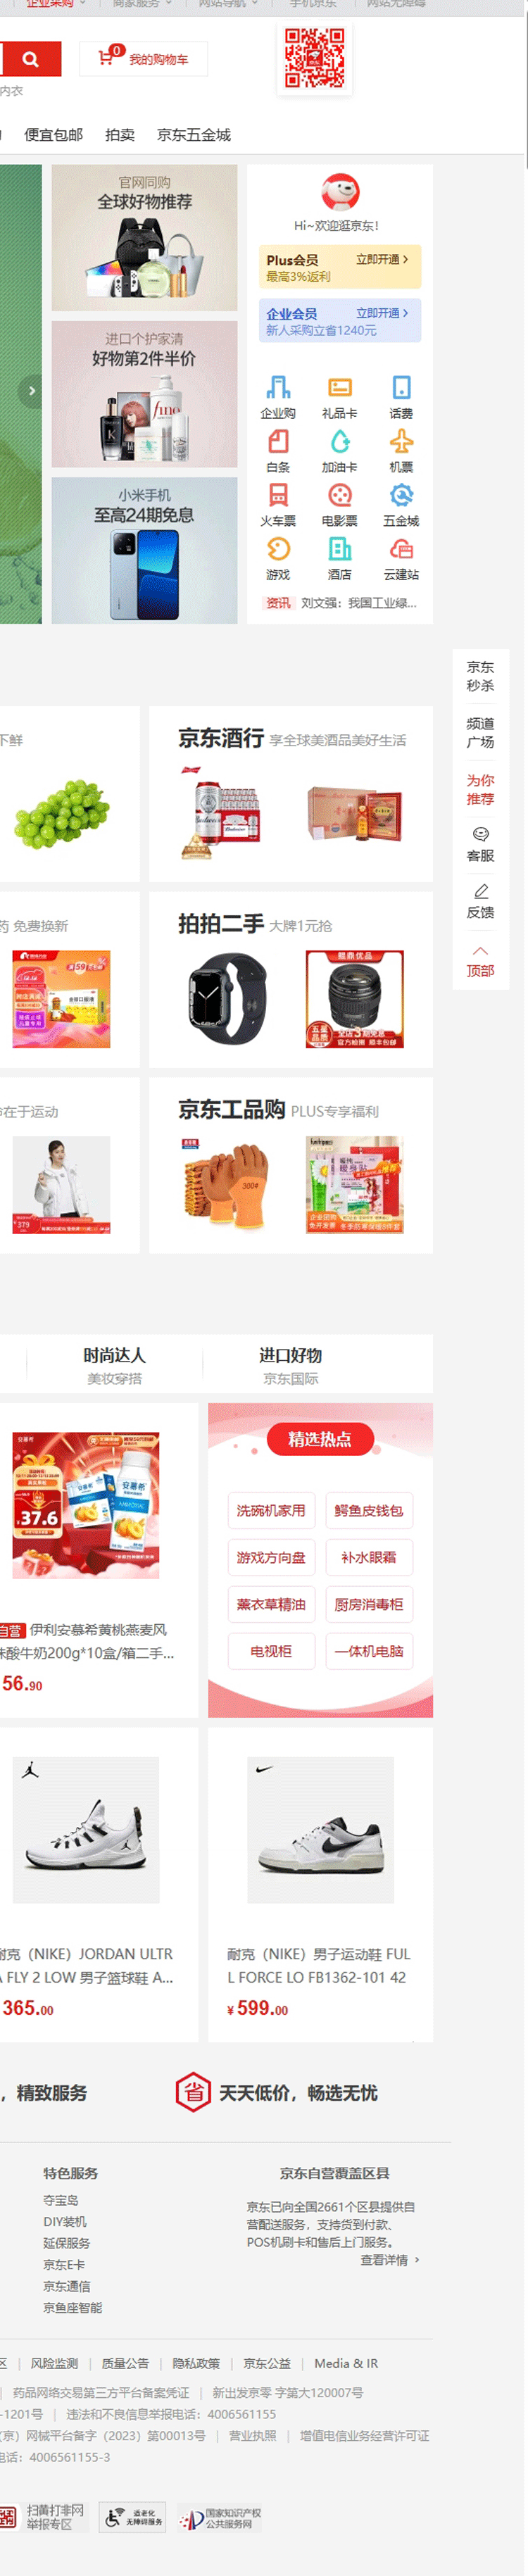 企业采购
商家服务
网站导航
手机京东
网站无障碍
0
我的购物车
内衣
便宜包邮
拍卖
京东五金城
官网同购
全球好物推荐
进口个护家清
好物第2件半价
小米手机
至高24期免息
Hi~欢迎逛京东!
Plus会员 立即开通 >
最高3%返利
企业会员 立即开通 >
新人采购立省1240元
企业购 礼品卡 话费
白条 加油卡 机票
火车票 电影票 五金城
游戏 酒店 云建站
资讯 刘文强：我国工业绿...
京东
秒杀
频道
广场
为你
推荐
客服
反馈
顶部
下鲜
京东酒行 享全球美酒品美好生活
Budweiser
药 免费换新
拍拍二手 大牌1元抢
官方检测 顺丰包邮
命在于运动
京东工品购 PLUS专享福利
379
300#
时尚达人
美妆穿搭
进口好物
京东国际
安慕希
37.6
自营 伊利安慕希黄桃燕麦风
味酸牛奶200g*10盒/箱二手...
56.90
精选热点
洗碗机家用 鳄鱼皮钱包
游戏方向盘 补水眼霜
薰衣草精油 厨房消毒柜
电视柜 一体机电脑
耐克（NIKE）JORDAN ULTR
A FLY 2 LOW 男子篮球鞋 A...
365.00
耐克（NIKE）男子运动鞋 FUL
L FORCE LO FB1362-101 42
¥ 599.00
，精致服务
省 天天低价，畅选无忧
特色服务
夺宝岛
DIY装机
延保服务
京东E卡
京东通信
京鱼座智能
京东自营覆盖区县
京东已向全国2661个区县提供自
营配送服务，支持货到付款、
POS机刷卡和售后上门服务。
查看详情 >
区 | 风险监测 | 质量公告 | 隐私政策 | 京东公益 | Media & IR
| 药品网络交易第三方平台备案凭证 | 新出发京零 字第大120007号
-1201号 | 违法和不良信息举报电话：4006561155
(京）网械平台备字（2023）第00013号 | 营业执照 | 增值电信业务经营许可证
电话：4006561155-3
扫黄打非网
举报专区
适老化
无障碍服务
国家知识产权
公共服务网